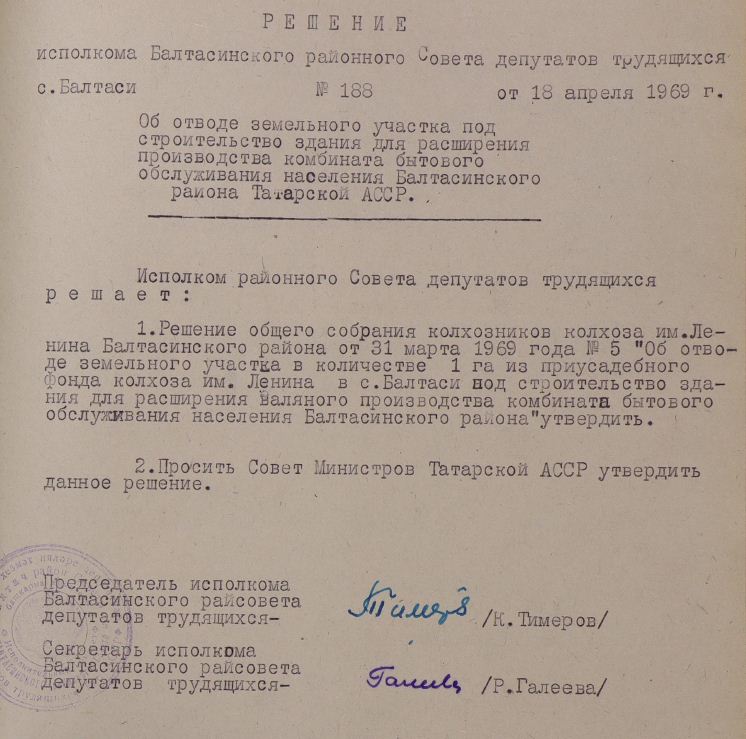 Р Е Ш Е Н И Е
исполкома Балтасинского районного Совета депутатов трудящихся
с.Балтаси № 188 от 18 апреля 1969 г.
Об отводе земельного участка под
строительство здания для расширения
производства комбината бытового
обслуживания населения Балтасинского
района Татарской АССР.
Исполком районного Совета депутатов трудящихся
р е ш а е т :
1.Решение общего собрания колхозников колхоза им.Ле-
нина Балтасинского района от 31 марта 1969 года № 5 "Об отво-
де земельного участка в количестве 1 га из приусадебного
фонда колхоза им. Ленина в с.Балтаси под строительство зда-
ния для расширения валяного производства комбината бытового
обслуживания населения Балтасинского района"утвердить.
2.Просить Совет Министров Татарской АССР утвердить
данное решение.
Председатель исполкома
Балтасинского райсовета
депутатов трудящихся- /К.Тимеров/
Секретарь исполкома
Балтасинского райсовета
депутатов трудящихся- /Р.Галеева/